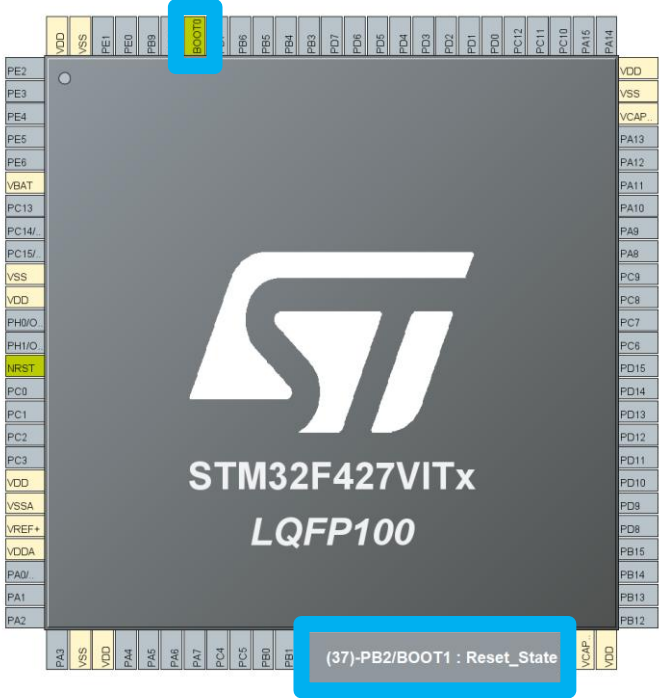 VDD
VSS
PE1
PE0
PB9
BOOT0
PB6
PB5
PB4
PB3
PD7
PD6
PD5
PD4
PD3
PD2
PD1
PD0
PC12
PC11
PC10
PA15
PA14
PE2
PE3
PE4
PE5
PE6
VBAT
PC13
PC14/..
PC15/..
VSS
VDD
PH0/O..
PH1/O..
NRST
PC0
PC1
PC2
PC3
VDD
VSSA
VREF+
VDDA
PA0/..
PA1
PA2
STM32F427VITx
LQFP100
VDD
VSS
VCAP..
PA13
PA12
PA11
PA10
PA9
PA8
PC9
PC8
PC7
PC6
PD15
PD14
PD13
PD12
PD11
PD10
PD9
PD8
PB15
PB14
PB13
PB12
PA3
VSS
VDD
PA4
PA5
PA6
PA7
PC4
PC5
PB0
PB1
(37)-PB2/BOOT1 : Reset_State
VCAP..
VDD